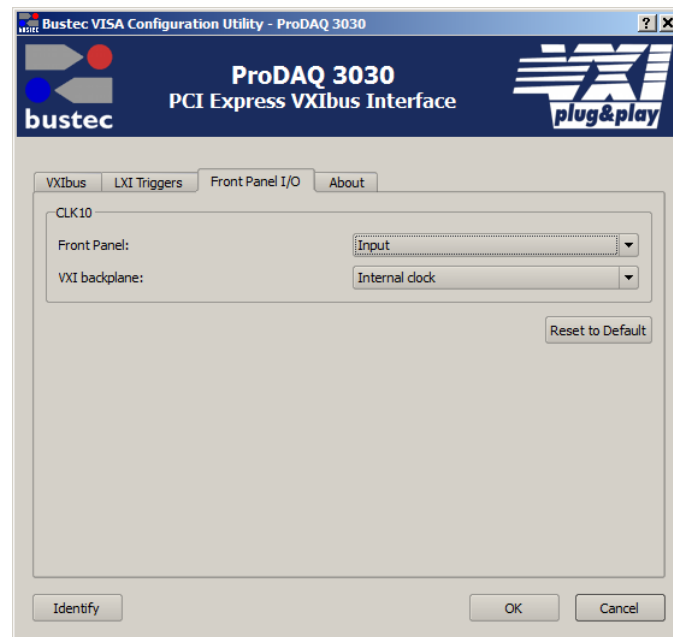 Bustec VISA Configuration Utility - ProDAQ 3030
ProDAQ 3030
PCI Express VXIbus Interface
bustec
VXI
plug&play
VXIbus
LXI Triggers
Front Panel I/O
About
CLK10
Front Panel:
Input
VXI backplane:
Internal clock
Reset to Default
Identify
OK
Cancel